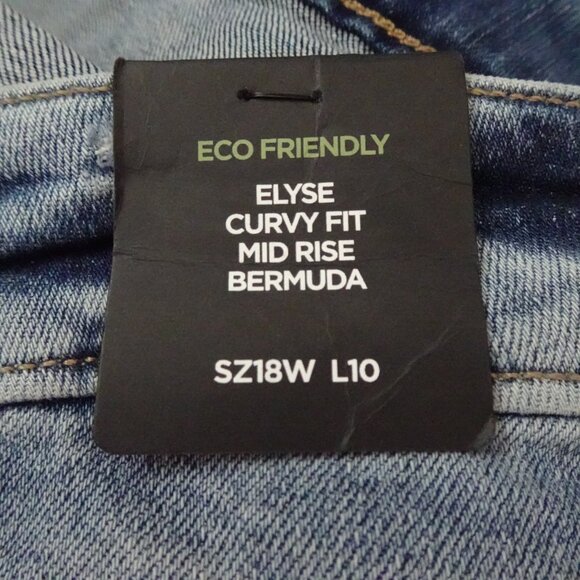 ECO FRIENDLY
ELYSE
CURVY FIT
MID RISE
BERMUDA
SZ18W L10